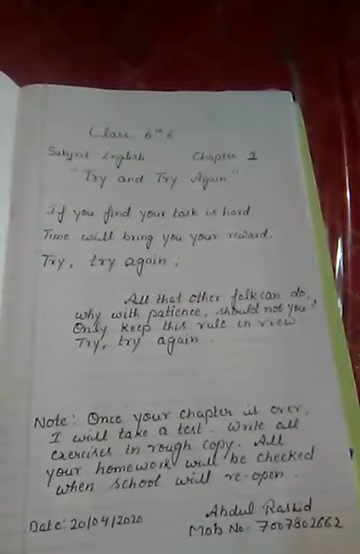 Class 6th
Subject English Chapter I
"Try and Try Again"
If you find your task is hard
Time will bring you your reward.
Try, try again;
All that other folk can do,
why with patience, should not you?
Only keep this rule in view
Try, try again.
Note: Once your chapter is over,
I will take a test. Write all
exercises in rough copy. All
your homework will be checked
when school will re-open.
Abdul Rashid
Date: 20/04/2020
Mob No- 7007802662